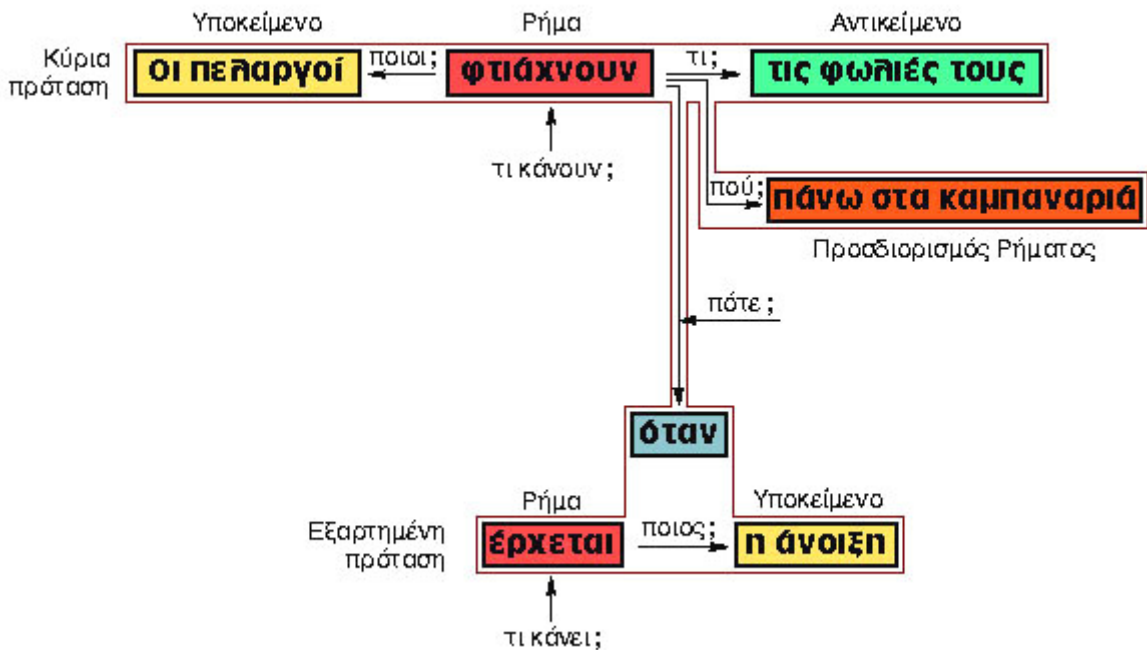 Υποκείμενο Ρήμα Αντικείμενο
Κύρια πρόταση
Οι πελαργοί ποιοι; φτιάχνουν τι; τις φωλιές τους
τι κάνουν;
πού; πάνω στα καμπαναριά
Προσδιορισμός Ρήματος
πότε;
όταν
Ρήμα Υποκείμενο
Εξαρτημένη πρόταση
έρχεται ποιος; η άνοιξη
τι κάνει;